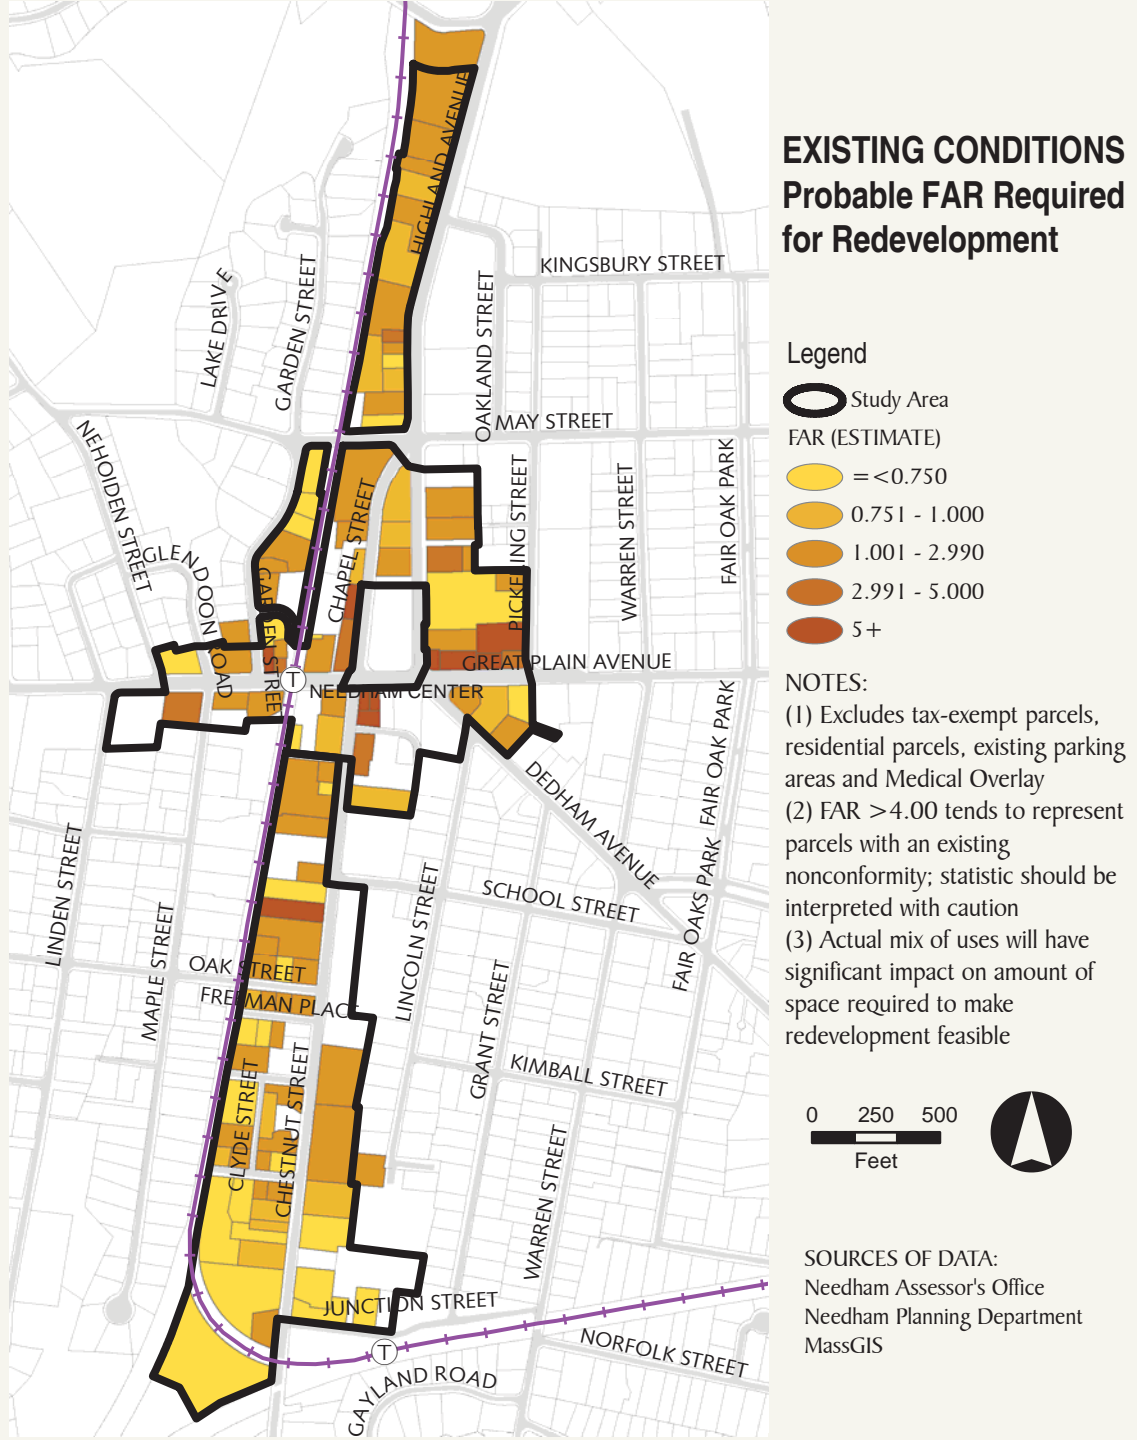 EXISTING CONDITIONS
Probable FAR Required
for Redevelopment
Legend
Study Area
FAR (ESTIMATE)
=<0.750
0.751 - 1.000
1.001 - 2.990
2.991 - 5.000
5+
NOTES:
(1) Excludes tax-exempt parcels,
residential parcels, existing parking
areas and Medical Overlay
(2) FAR >4.00 tends to represent
parcels with an existing
nonconformity; statistic should be
interpreted with caution
(3) Actual mix of uses will have
significant impact on amount of
space required to make
redevelopment feasible
0 250 500
Feet
SOURCES OF DATA:
Needham Assessor's Office
Needham Planning Department
MassGIS
HIGHLAND AVENUE
KINGSBURY STREET
LAKE DRIVE
GARDEN STREET
OAKLAND STREET
MAY STREET
NEHOIDEN STREET
GLENDOON ROAD
GARDEN STREE
CHAPEL STREET
PICKERING STREET
WARREN STREET
FAIR OAK PARK
GREAT PLAIN AVENUE
T
NEEDHAM CENTER
FAIR OAK PARK
DEDHAM AVENUE
LINDEN STREET
MAPLE STREET
OAK STREET
FREEMAN PLACE
LINCOLN STREET
SCHOOL STREET
FAIR OAKS PARK
GRANT STREET
KIMBALL STREET
CLYDE STREET
CHESTNUT STREET
WARREN STREET
JUNCTION STREET
T
NORFOLK STREET
GAYLAND ROAD